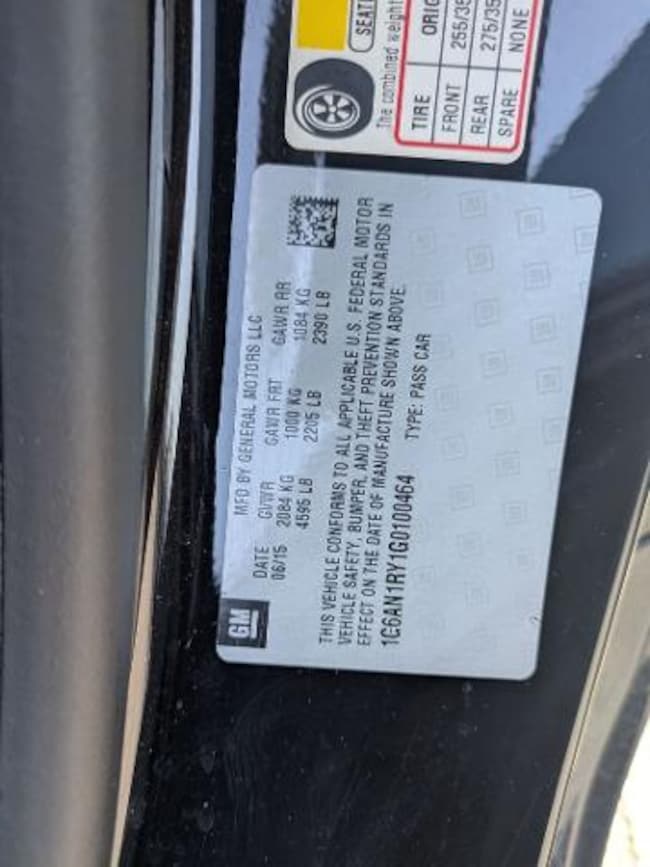 SEATI
The combined weight
TIRE ORIG
FRONT 255/35
REAR 275/35
SPARE NONE
GM
MFD BY GENERAL MOTORS LLC
DATE GVWR GAWR FRT GAWR RR
06/15 2084 KG 1000 KG 1084 KG
4595 LB 2205 LB 2390 LB
THIS VEHICLE CONFORMS TO ALL APPLICABLE U.S. FEDERAL MOTOR
VEHICLE SAFETY, BUMPER, AND THEFT PREVENTION STANDARDS IN
EFFECT ON THE DATE OF MANUFACTURE SHOWN ABOVE.
1G6AN1RY1G0100464 TYPE: PASS CAR